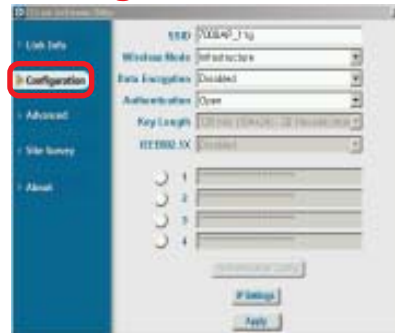 Link Info
Configuration
Advanced
Site Survey
About
SSID
Wireless Mode Infrastructure
Data Encryption Disabled
Authentication Open
Key Length
IEEE802.1X Disabled
1
2
3
4
IP Settings
Apply